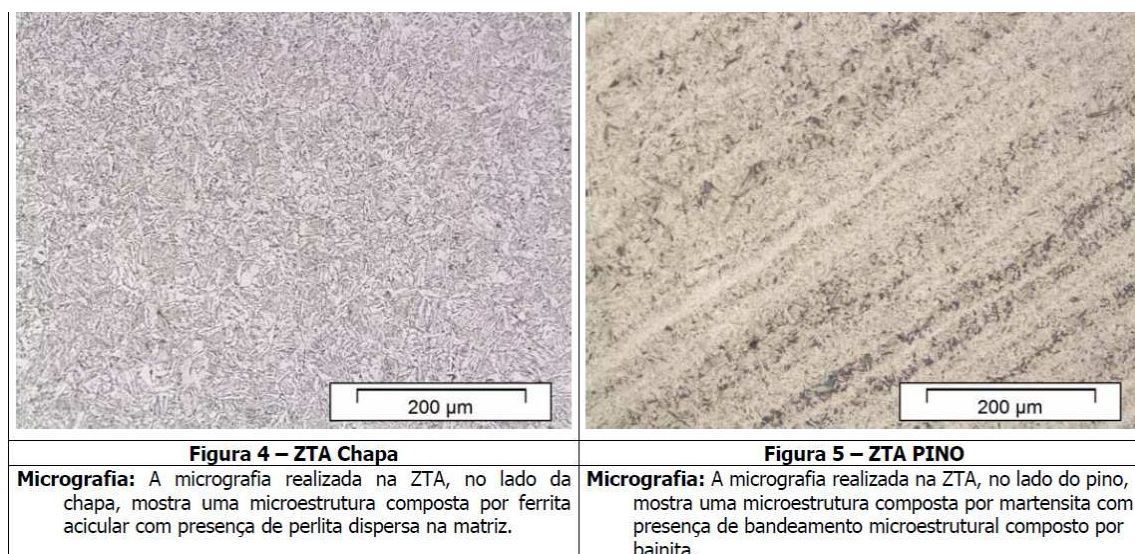 200 µm
200 µm
Figura 4 – ZTA Chapa
Figura 5 – ZTA PINO
Micrografia: A micrografia realizada na ZTA, no lado da
chapa, mostra uma microestrutura composta por ferrita
acicular com presença de perlita dispersa na matriz.
Micrografia: A micrografia realizada na ZTA, no lado do pino,
mostra uma microestrutura composta por martensita com
presença de bandeamento microestrutural composto por
bainita